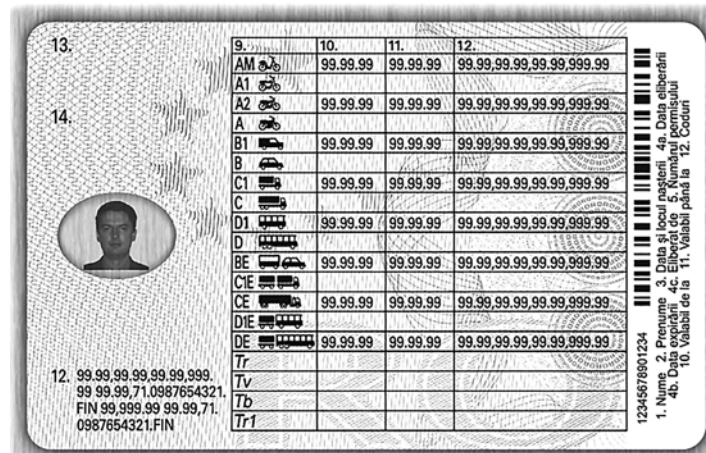 13.
14.
12. 99.99,99.99,99.99,999.
99 99.99,71.0987654321.
FIN 99,999.99 99.99,71.
0987654321.FIN
9. 10. 11. 12.
AM 99.99.99 99.99.99 99.99,99.99,99.99,999.99
A1
A2 99.99.99 99.99.99 99.99,99.99,99.99,999.99
A
B1 99.99.99 99.99.99 99.99,99.99,99.99,999.99
B
C1 99.99.99 99.99.99 99.99,99.99,99.99,999.99
C
D1 99.99.99 99.99.99 99.99,99.99,99.99,999.99
D
BE 99.99.99 99.99.99 99.99,99.99,99.99,999.99
C1E
CE 99.99.99 99.99.99 99.99,99.99,99.99,999.99
D1E
DE 99.99.99 99.99.99 99.99,99.99,99.99,999.99
Tr
Tv
Tb
Tr1
12345678901234
1. Nume 2. Prenume 3. Data și locul nașterii 4a. Data eliberării
4b. Data expirării 4c. Eliberat de 5. Numărul permisului
10. Valabil de la 11. Valabil până la 12. Coduri